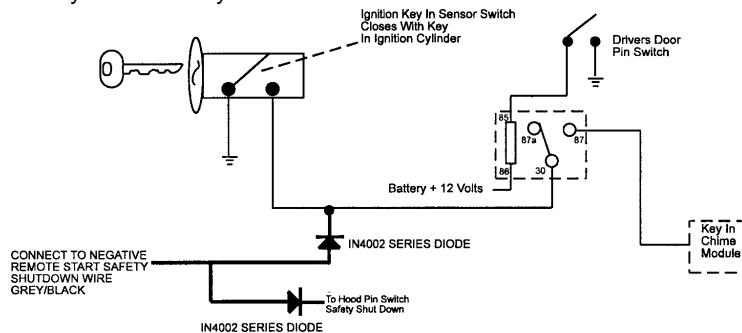 Ignition Key In Sensor Switch
Closes With Key
In Ignition Cylinder
Drivers Door
Pin Switch
85
87a
87
86
30
Battery + 12 Volts
Key In
Chime
Module
IN4002 SERIES DIODE
CONNECT TO NEGATIVE
REMOTE START SAFETY
SHUTDOWN WIRE
GREY/BLACK
To Hood Pin Switch
Safety Shut Down
IN4002 SERIES DIODE